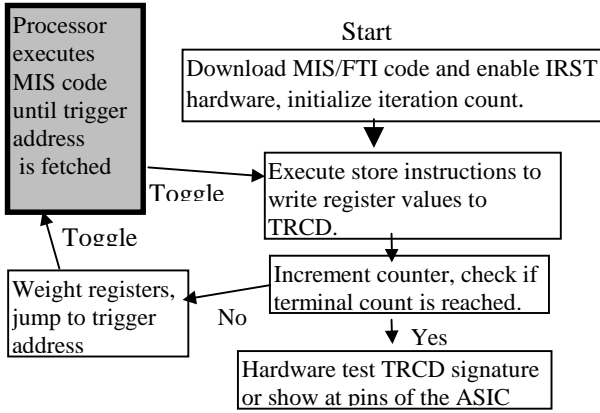 Processor
executes
MIS code
until trigger
address
is fetched
Start
Download MIS/FTI code and enable IRST
hardware, initialize iteration count.
Toggle
Execute store instructions to
write register values to
TRCD.
Toggle
Increment counter, check if
terminal count is reached.
Weight registers,
jump to trigger
address
No
Yes
Hardware test TRCD signature
or show at pins of the ASIC